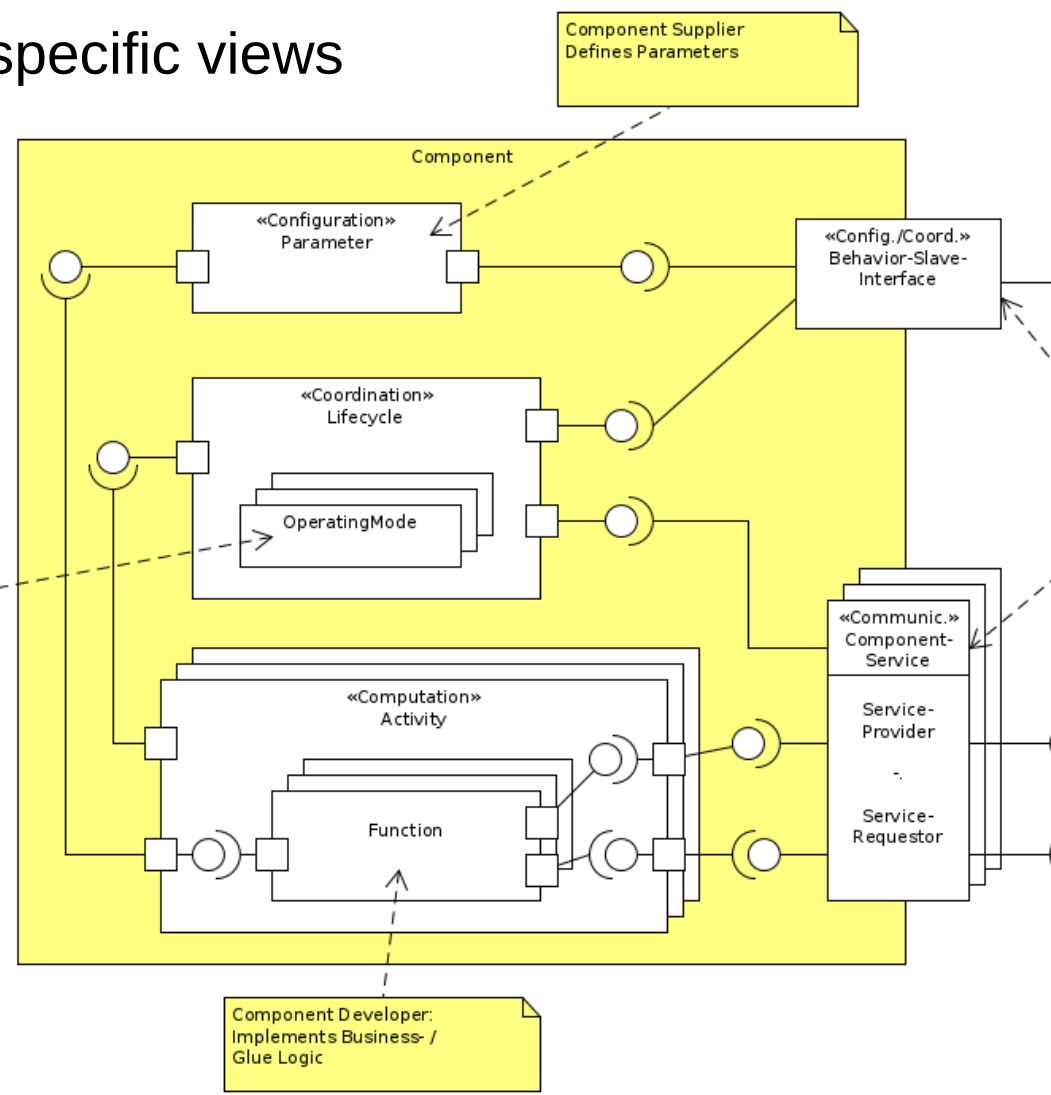 specific views
Component Supplier
Defines Parameters
Component
«Configuration»
Parameter
«Config./Coord.»
Behavior-Slave-
Interface
«Coordination»
Lifecycle
OperatingMode
«Communic.»
Component-
Service
«Computation»
Activity
Service-
Provider
-.
Service-
Requestor
Function
Component Developer:
Implements Business- /
Glue Logic